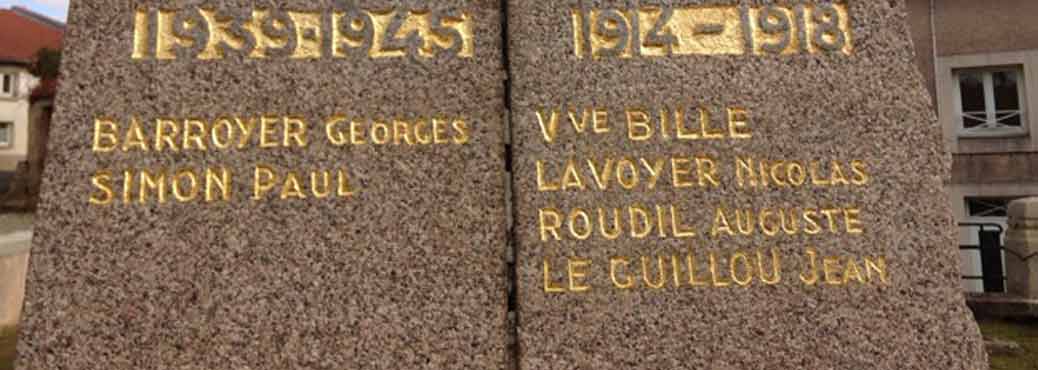 1939-1945
BARROYER GEORGES
SIMON PAUL
1914-1918
VVE BILLE
LAVOYER NICOLAS
ROUDIL AUGUSTE
LE GUILLOU JEAN